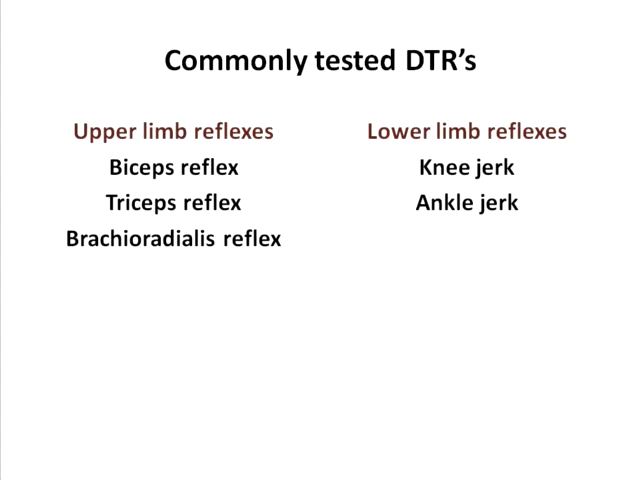 Commonly tested DTR’s
Upper limb reflexes
Biceps reflex
Triceps reflex
Brachioradialis reflex
Lower limb reflexes
Knee jerk
Ankle jerk